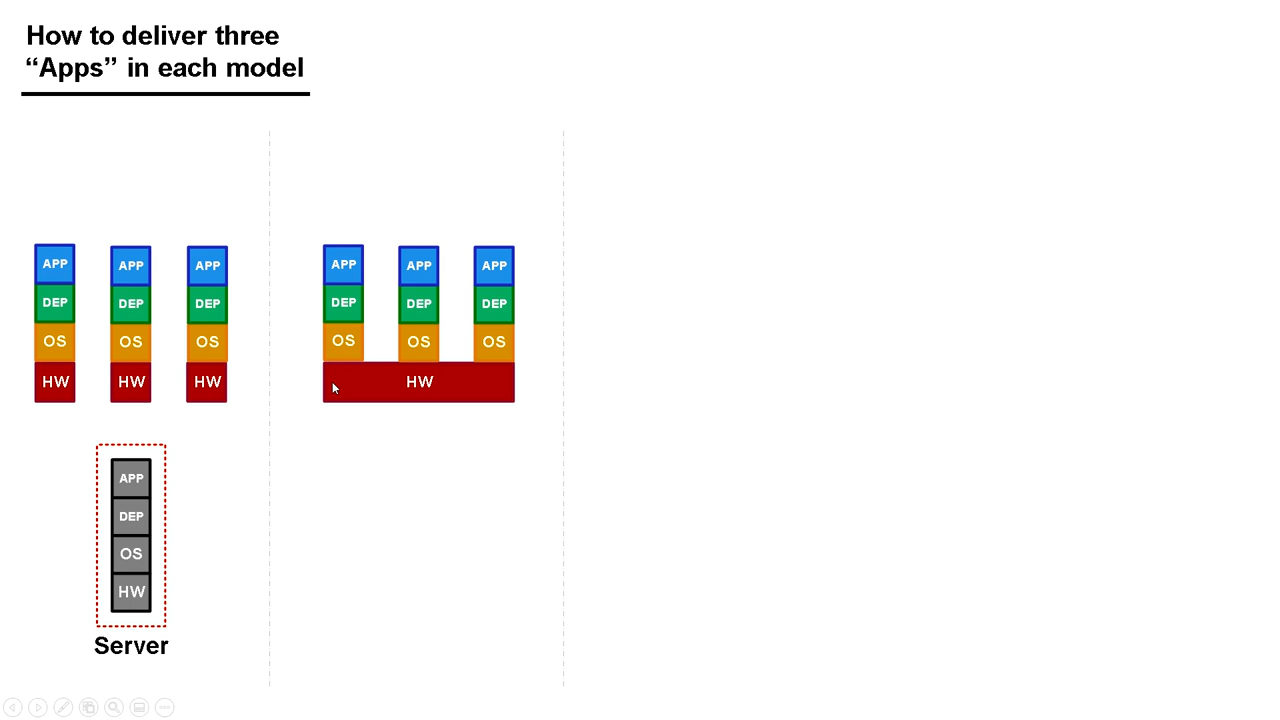 How to deliver three
“Apps” in each model
APP APP APP
DEP DEP DEP
OS OS OS
HW HW HW
APP APP APP
DEP DEP DEP
OS OS OS
HW
APP
DEP
OS
HW
Server